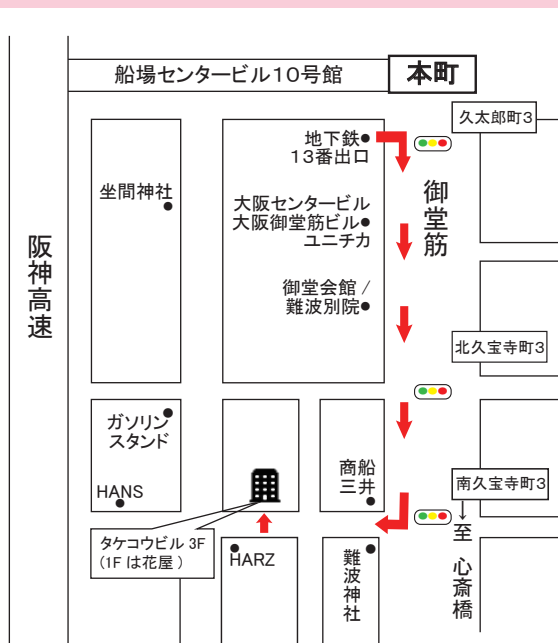 船場センタービル10号館
本町
久太郎町3
地下鉄
13番出口
坐間神社
大阪センタービル
大阪御堂筋ビル
ユニチカ
御堂筋
阪神高速
御堂会館 /
難波別院
北久宝寺町3
ガソリン
スタンド
HANS
商船
三井
南久宝寺町3
至 心斎橋
タケコウビル 3F
(1F は花屋 )
HARZ
難波神社